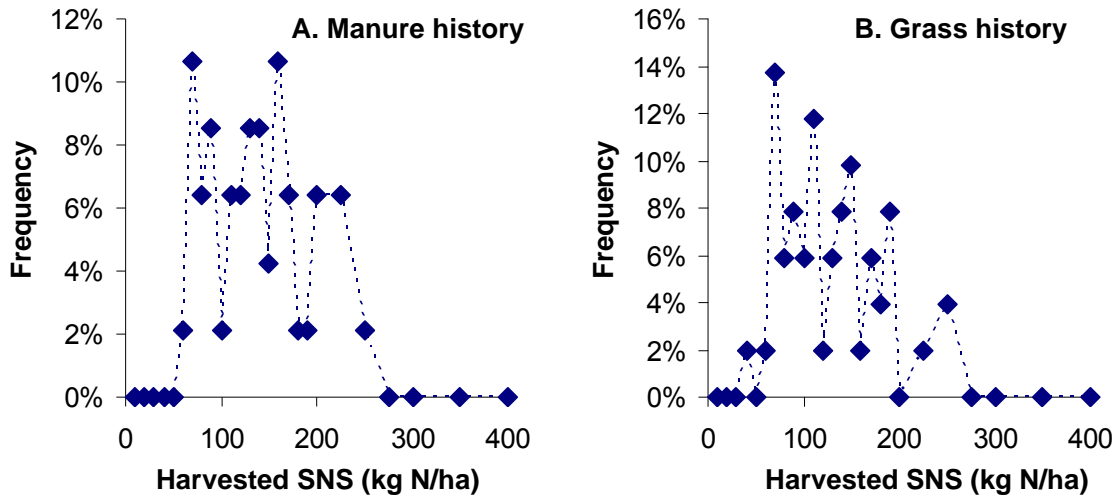 A. Manure history
12%
10%
8%
6%
4%
2%
0%
Frequency
0 100 200 300 400
Harvested SNS (kg N/ha)
B. Grass history
16%
14%
12%
10%
8%
6%
4%
2%
0%
Frequency
0 100 200 300 400
Harvested SNS (kg N/ha)